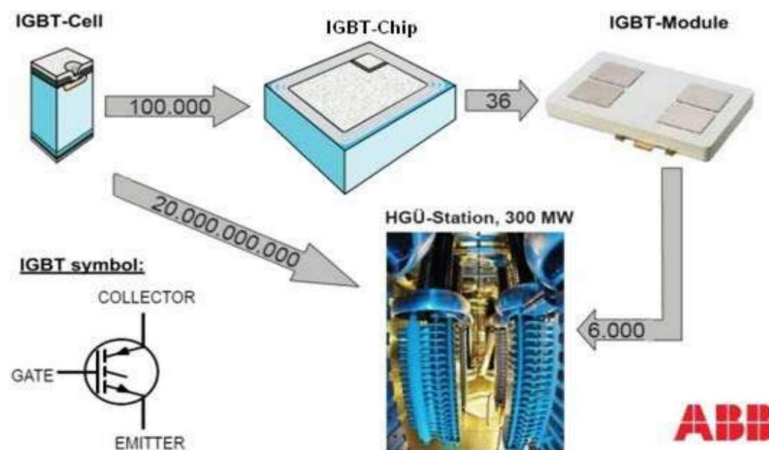 IGBT-Cell
IGBT-Chip
IGBT-Module
100.000
36
20.000.000.000
HGÜ-Station, 300 MW
IGBT symbol:
COLLECTOR
6.000
GATE
EMITTER
ABB